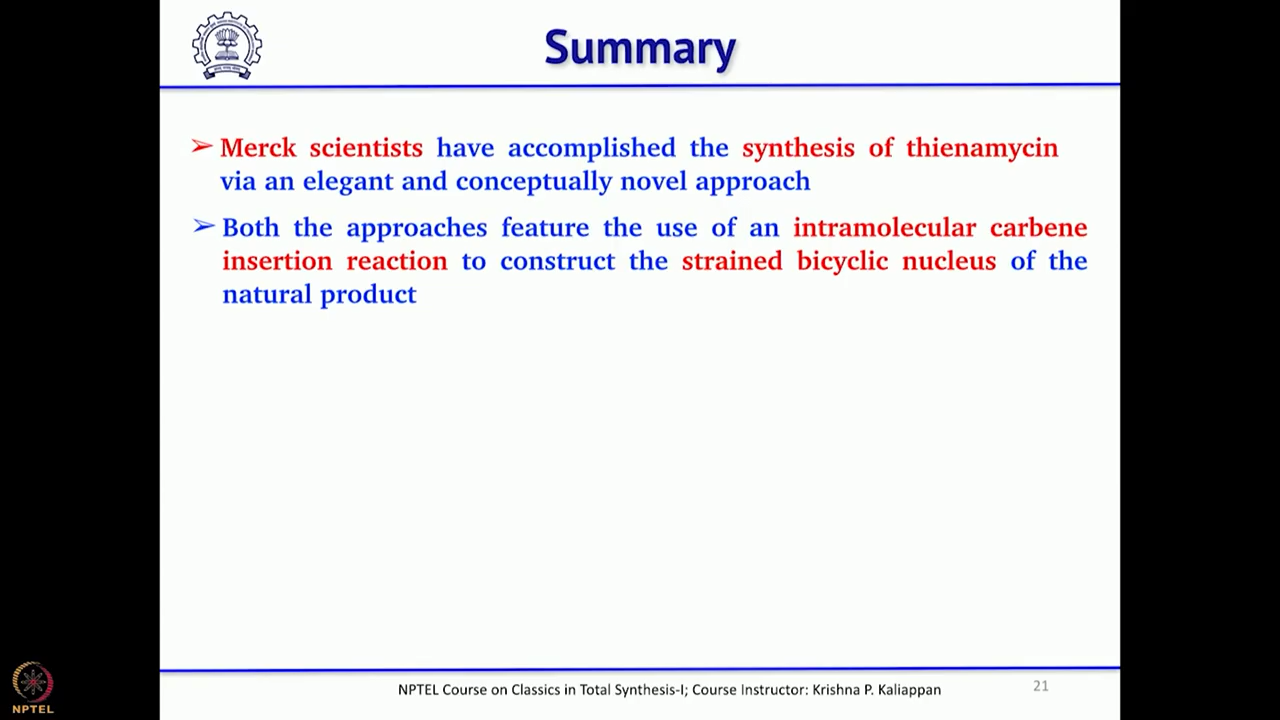 Summary
➢ Merck scientists have accomplished the synthesis of thienamycin
via an elegant and conceptually novel approach
➢ Both the approaches feature the use of an intramolecular carbene
insertion reaction to construct the strained bicyclic nucleus of the
natural product
NPTEL
NPTEL Course on Classics in Total Synthesis-I; Course Instructor: Krishna P. Kaliappan
21